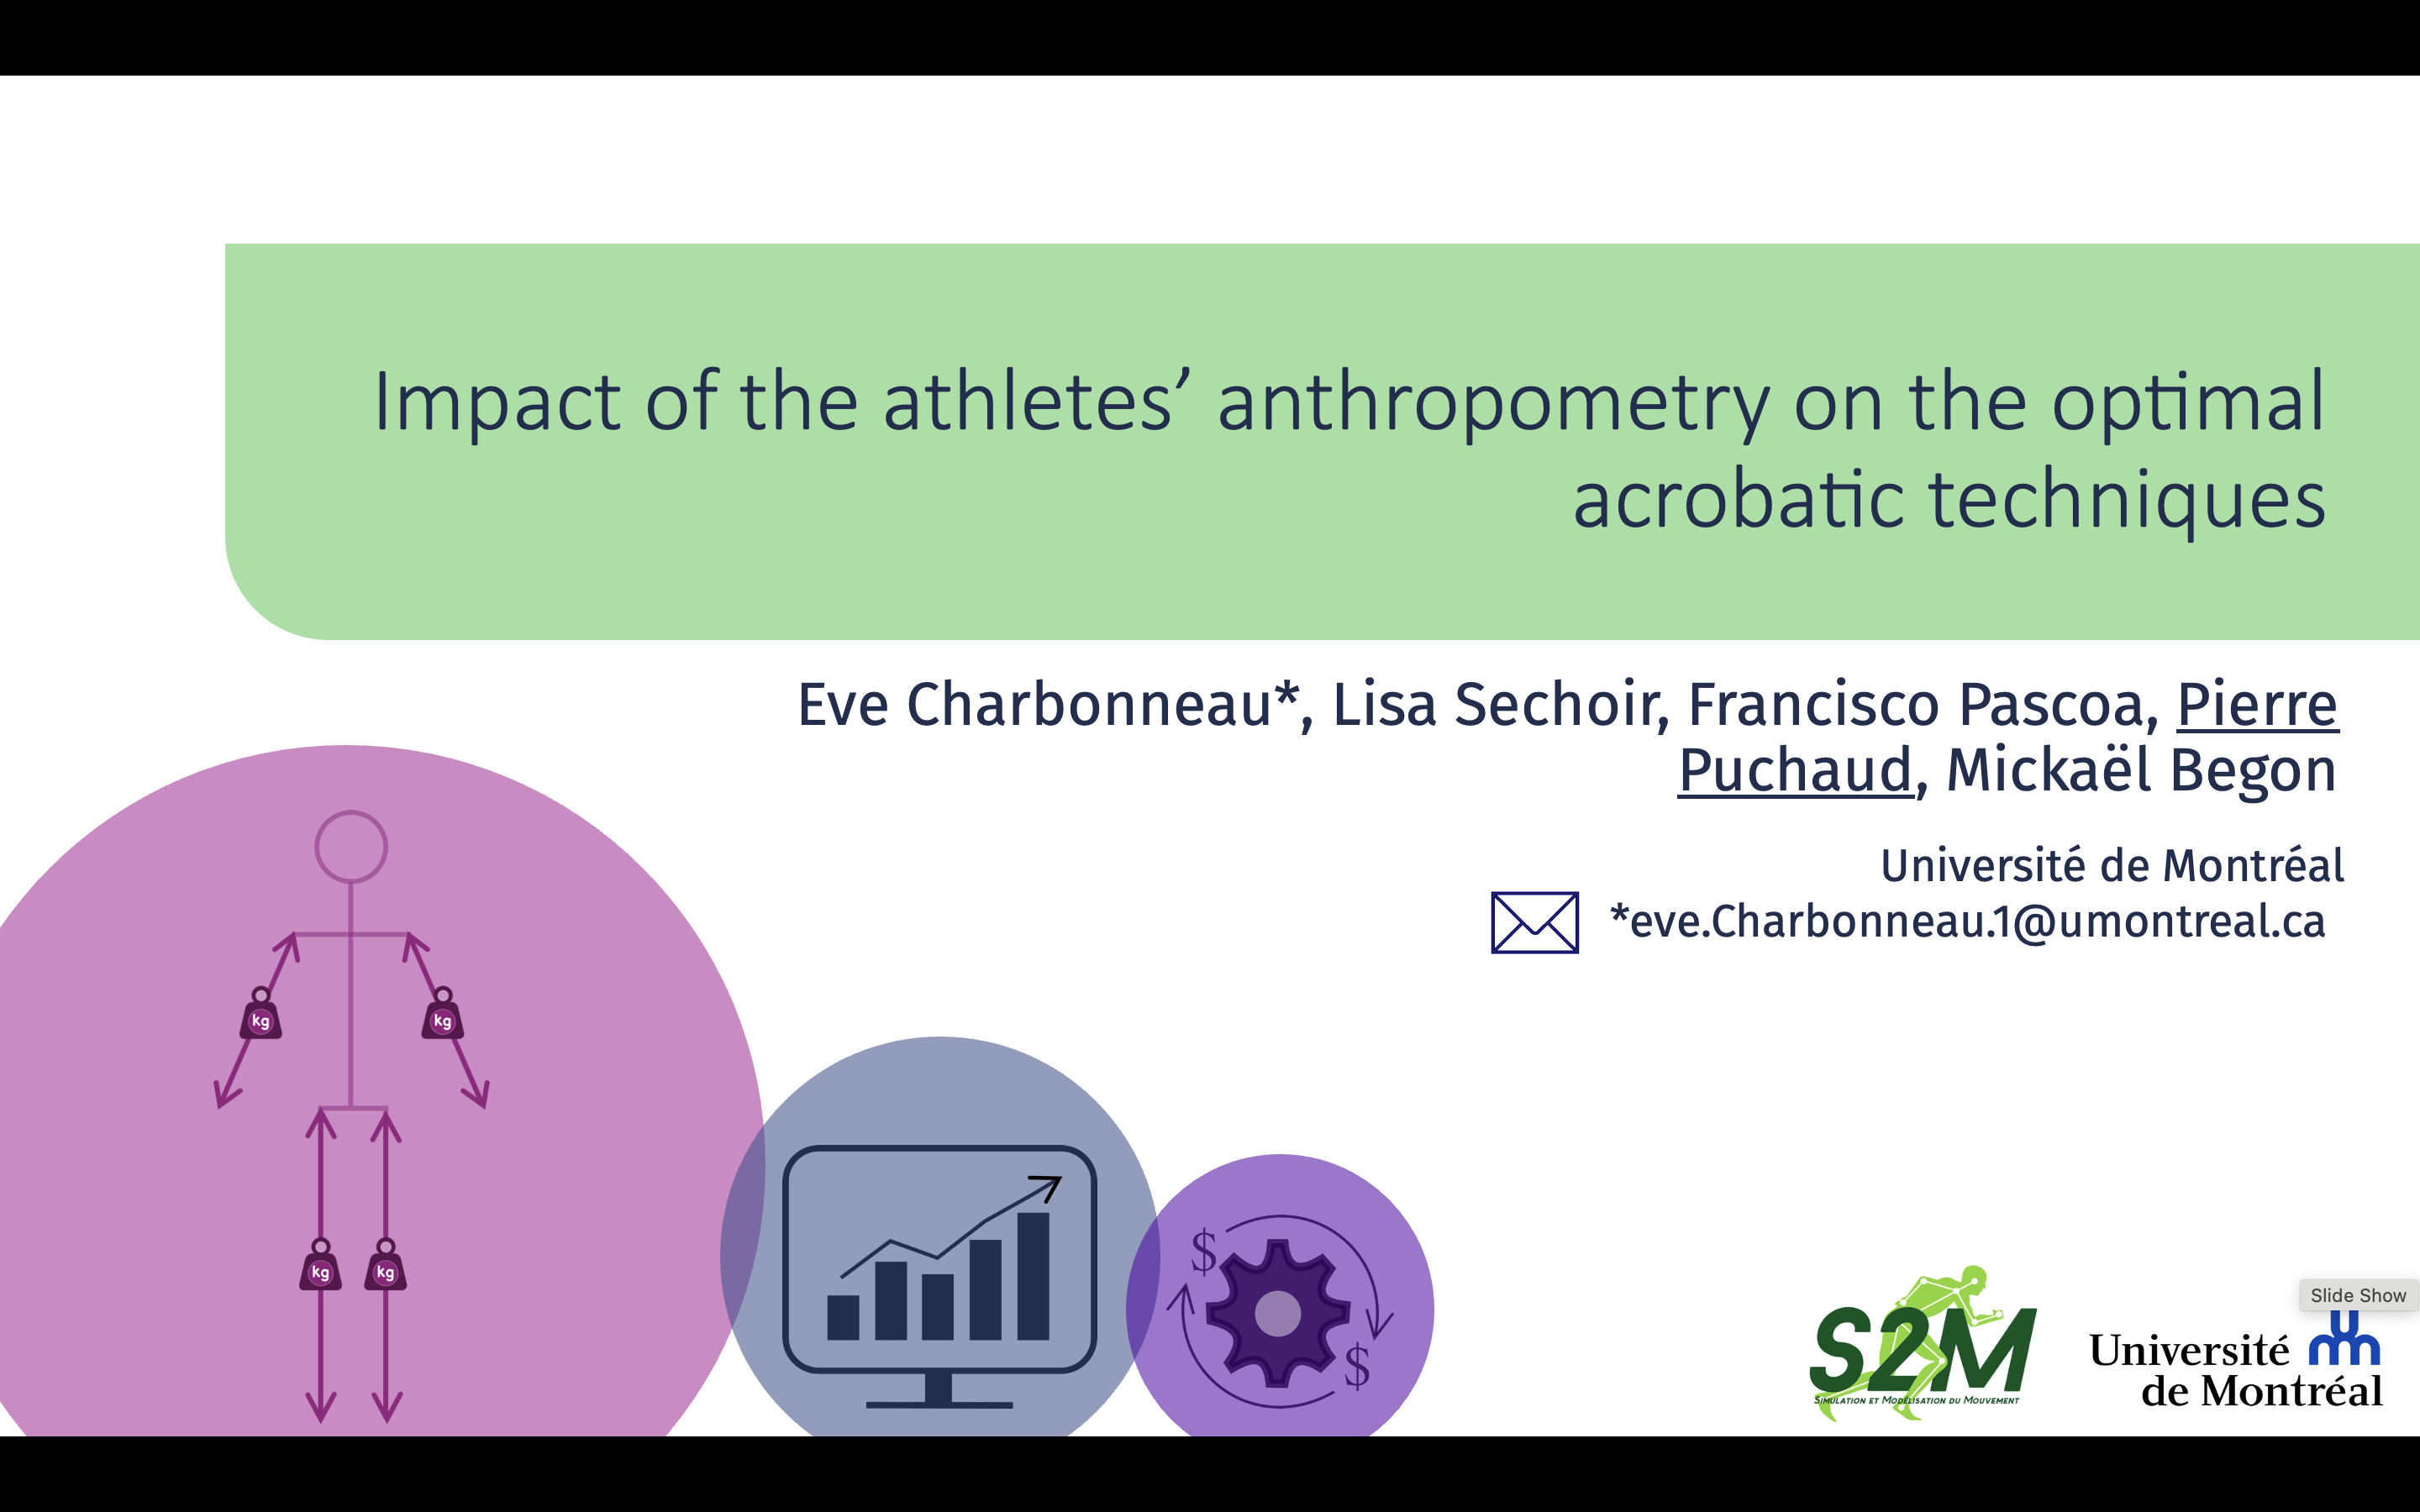 Impact of the athletes’ anthropometry on the optimal
acrobatic techniques
Eve Charbonneau*, Lisa Sechoir, Francisco Pascoa, Pierre
Puchaud, Mickaël Begon
Université de Montréal
*eve.Charbonneau.1@umontreal.ca
kg
kg
kg
kg
$
$
S2M
Simulation et Modélisation du Mouvement
Slide Show
Université
de Montréal